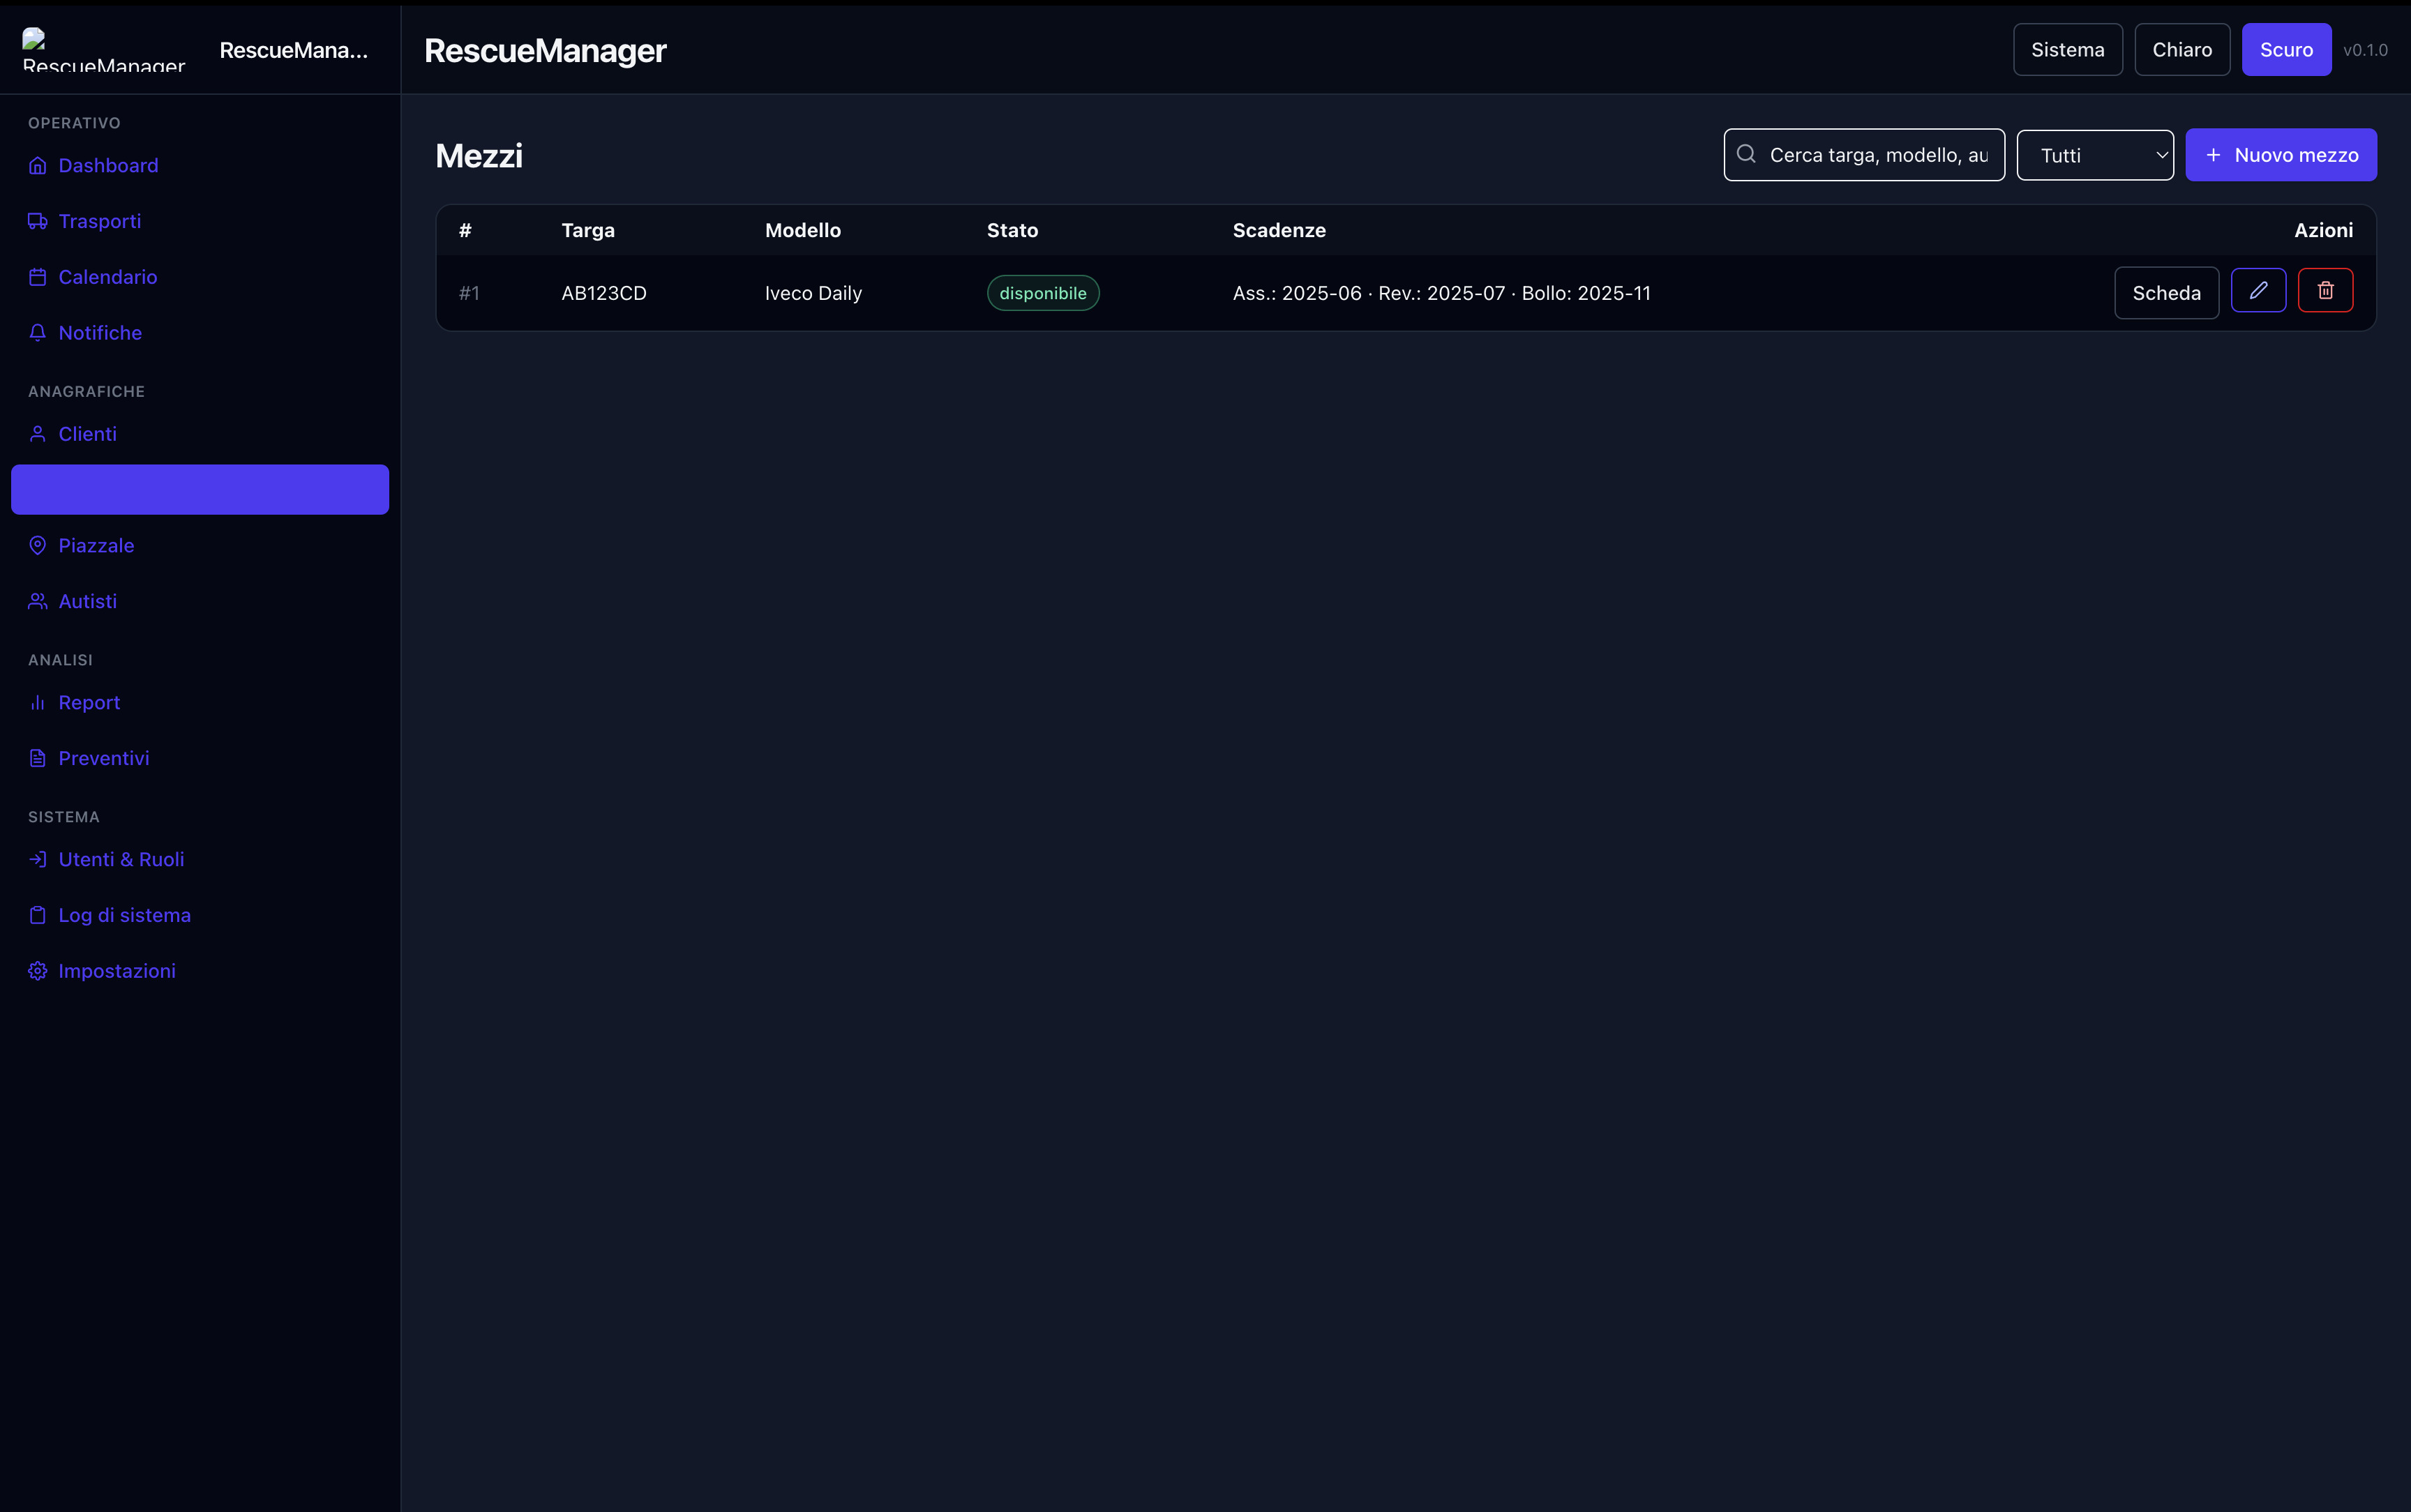 RescueManager
RescueMana...
OPERATIVO
Dashboard
Trasporti
Calendario
Notifiche
ANAGRAFICHE
Clienti
Piazzale
Autisti
ANALISI
Report
Preventivi
SISTEMA
Utenti & Ruoli
Log di sistema
Impostazioni
RescueManager
Sistema
Chiaro
Scuro
v0.1.0
Mezzi
Cerca targa, modello, au
Tutti
Nuovo mezzo
# Targa Modello Stato Scadenze Azioni
#1 AB123CD Iveco Daily disponibile Ass.: 2025-06 · Rev.: 2025-07 · Bollo: 2025-11 Scheda